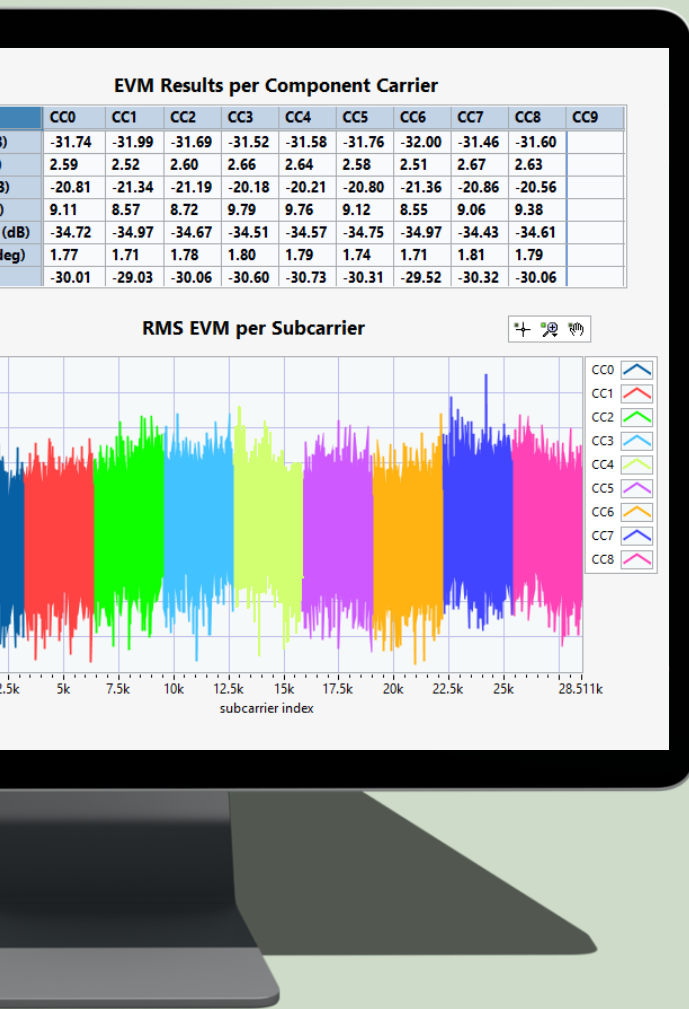 EVM Results per Component Carrier
CC0 CC1 CC2 CC3 CC4 CC5 CC6 CC7 CC8 CC9
-31.74 -31.99 -31.69 -31.52 -31.58 -31.76 -32.00 -31.46 -31.60
2.59 2.52 2.60 2.66 2.64 2.58 2.51 2.67 2.63
-20.81 -21.34 -21.19 -20.18 -20.21 -20.80 -21.36 -20.86 -20.56
9.11 8.57 8.72 9.79 9.76 9.12 8.55 9.06 9.38
(dB) -34.72 -34.97 -34.67 -34.51 -34.57 -34.75 -34.97 -34.43 -34.61
1.77 1.71 1.78 1.80 1.79 1.74 1.71 1.81 1.79
-30.01 -29.03 -30.06 -30.60 -30.73 -30.31 -29.52 -30.32 -30.06
RMS EVM per Subcarrier
CC0
CC1
CC2
CC3
CC4
CC5
CC6
CC7
CC8
5k 7.5k 10k 12.5k 15k 17.5k 20k 22.5k 25k 28.511k
subcarrier index